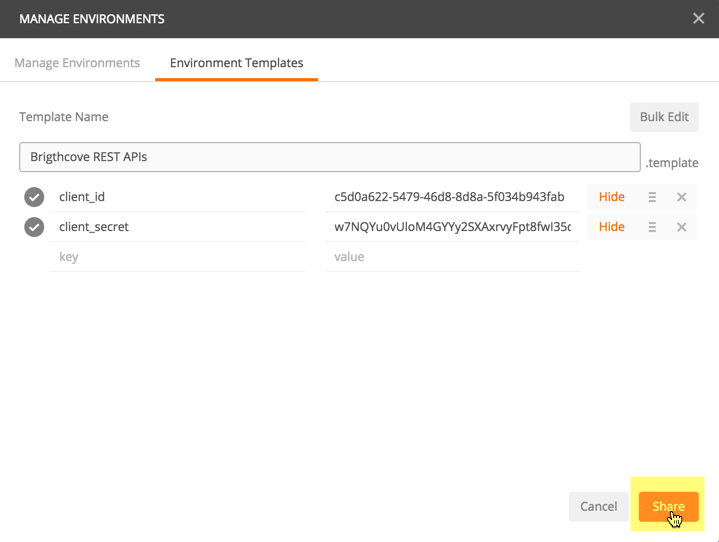 MANAGE ENVIRONMENTS
Manage Environments Environment Templates
Template Name Bulk Edit
Brigthcove REST APIs .template
client_id c5d0a622-5479-46d8-8d8a-5f034b943fab Hide
client_secret w7NQYu0vUloM4GYYy2SXAxrvyFpt8fwI35c Hide
key value
Cancel Share